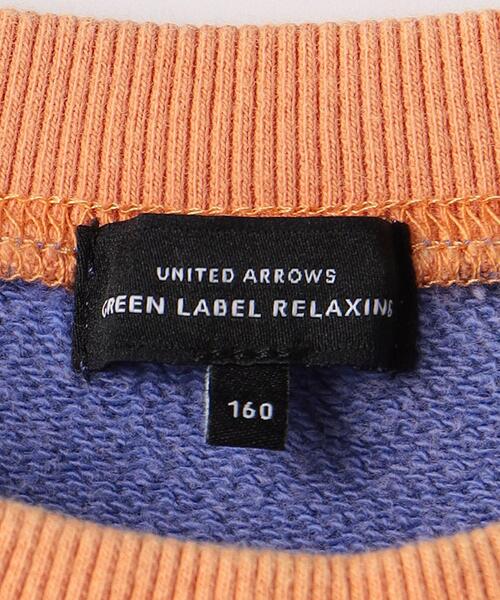 UNITED ARROWS
GREEN LABEL RELAXING
160